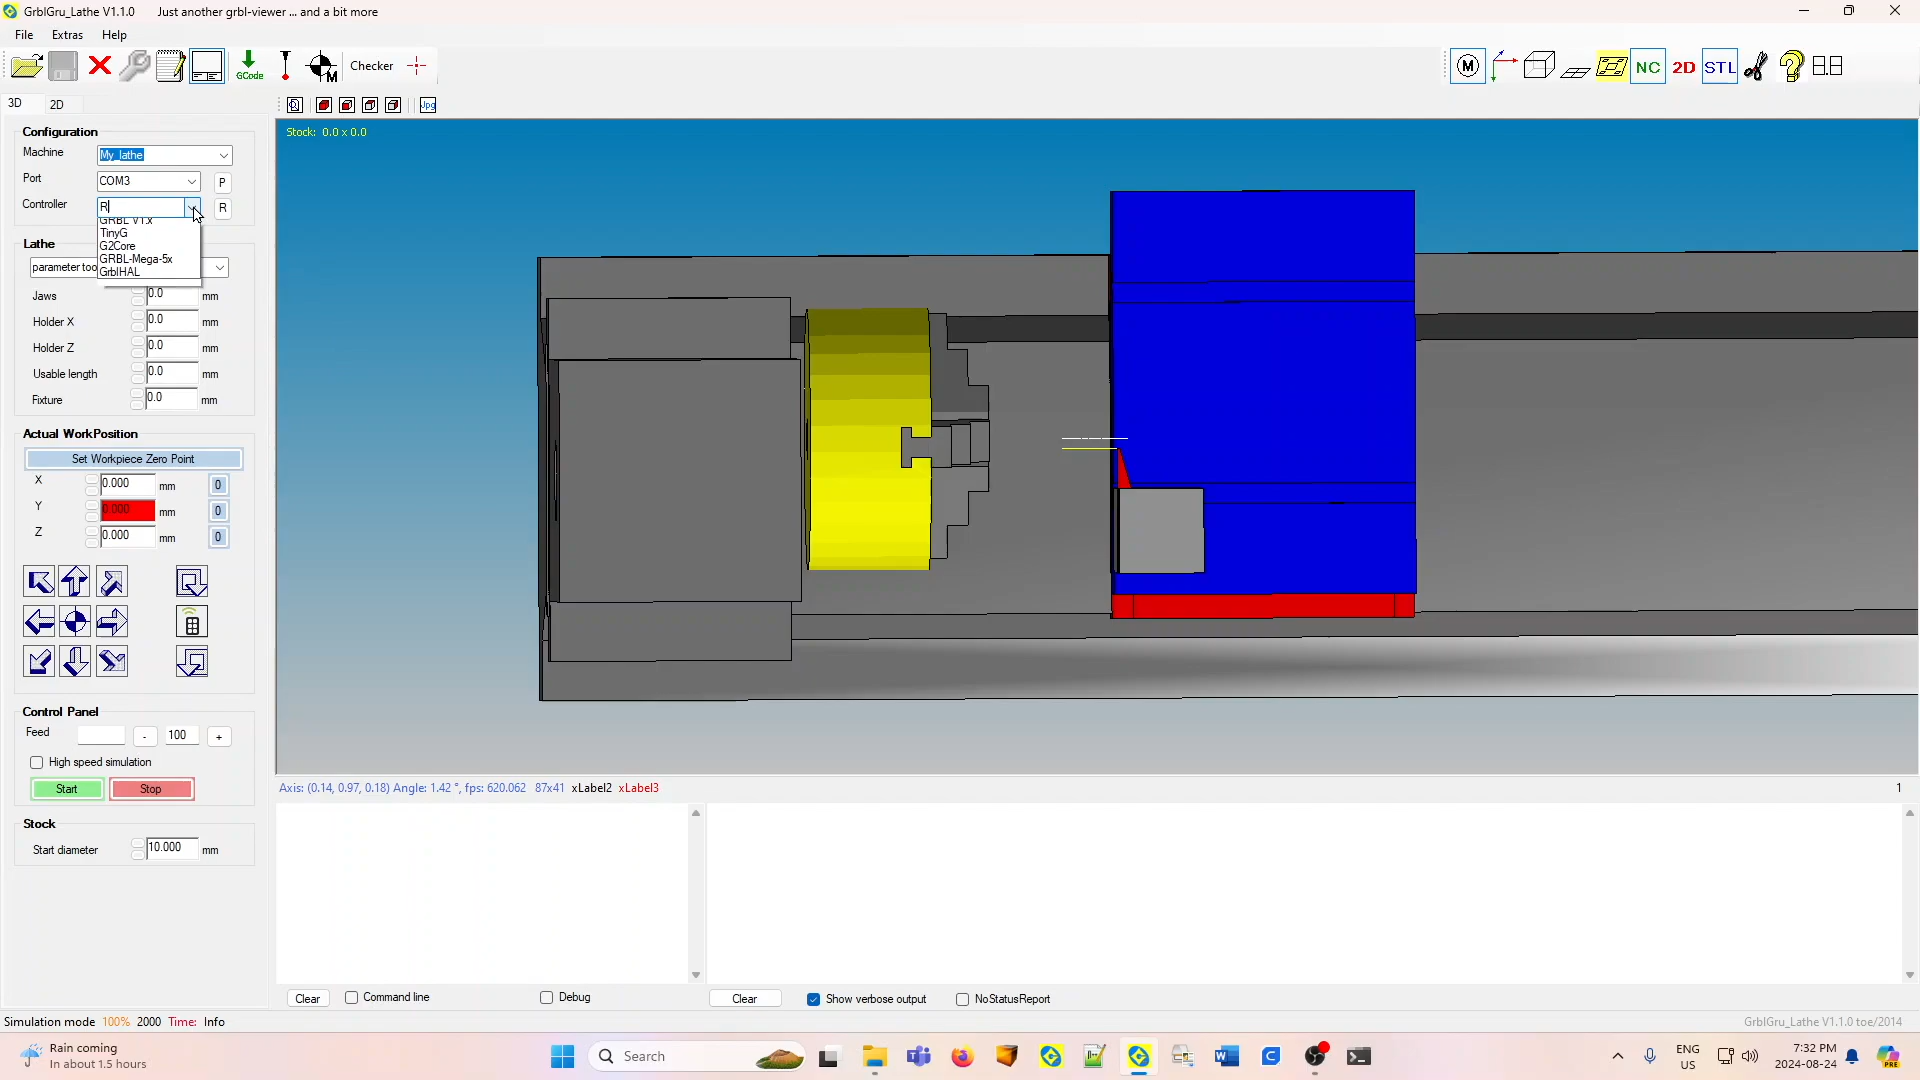 GrblGru_Lathe V1.1.0 Just another grbl-viewer ... and a bit more
File Extras Help
GCode
M
Checker
M
NC
2D
STL
3D
2D
Jpg
Configuration
Stock: 0.0 x 0.0
Machine My_lathe
Port COM3 P
Controller R R
GRBL V1.x
TinyG
G2Core
GRBL-Mega-5x
GrblHAL
Lathe
parameter too
Jaws 0.0 mm
Holder X 0.0 mm
Holder Z 0.0 mm
Usable length 0.0 mm
Fixture 0.0 mm
Actual WorkPosition
Set Workpiece Zero Point
X 0.000 mm 0
Y 0.000 mm 0
Z 0.000 mm 0
Control Panel
Feed - 100 +
High speed simulation
Start Stop
Axis: (0.14, 0.97, 0.18) Angle: 1.42 °, fps: 620.062 87x41 xLabel2 xLabel3 1
Stock
Start diameter 10.000 mm
Clear Command line Debug Clear Show verbose output NoStatusReport
Simulation mode 100% 2000 Time: Info GrblGru_Lathe V1.1.0 toe/2014
Rain coming
In about 1.5 hours
Search
ENG
US
7:32 PM
2024-08-24
PRE